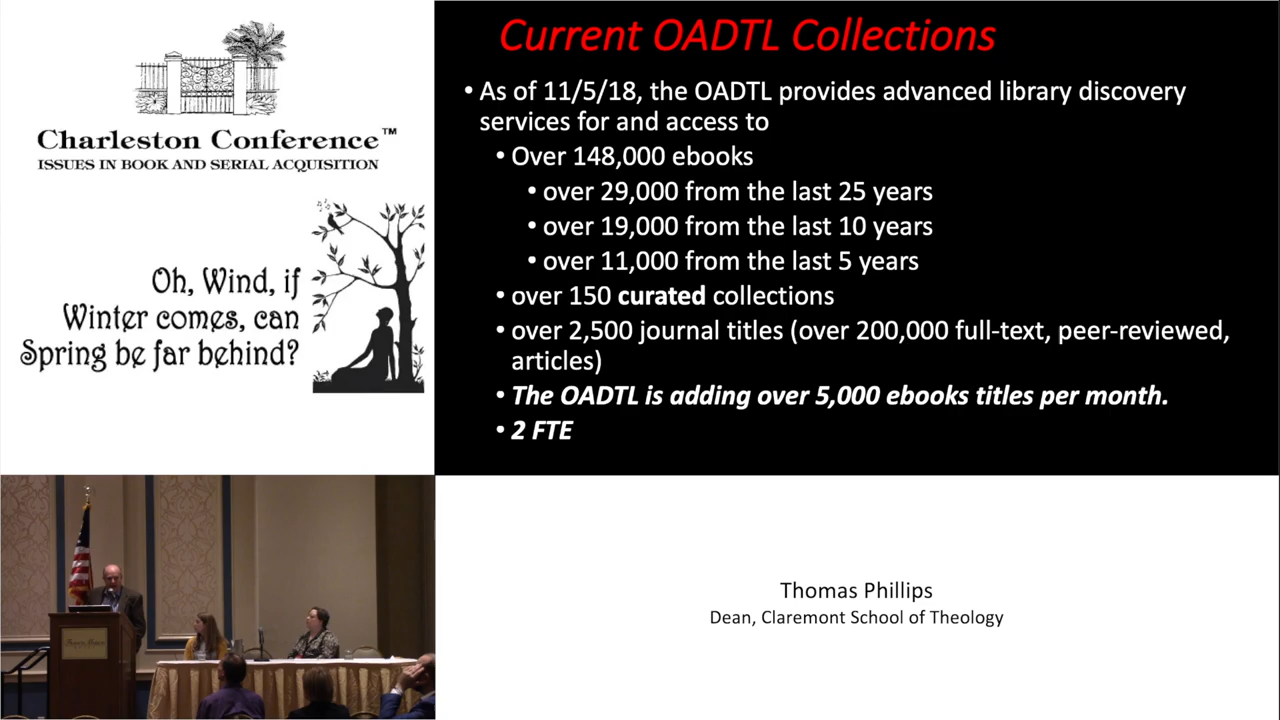 Charleston Conference™
ISSUES IN BOOK AND SERIAL ACQUISITION
Oh, Wind, if
Winter comes, can
Spring be far behind?
Current OADTL Collections
• As of 11/5/18, the OADTL provides advanced library discovery
services for and access to
• Over 148,000 ebooks
• over 29,000 from the last 25 years
• over 19,000 from the last 10 years
• over 11,000 from the last 5 years
• over 150 curated collections
• over 2,500 journal titles (over 200,000 full-text, peer-reviewed,
articles)
• The OADTL is adding over 5,000 ebooks titles per month.
• 2 FTE
Thomas Phillips
Dean, Claremont School of Theology